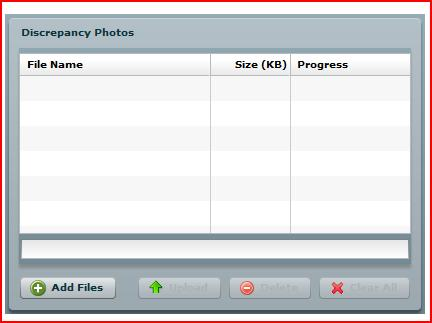 Discrepancy Photos
File Name Size (KB) Progress
Add Files Upload Delete Clear All